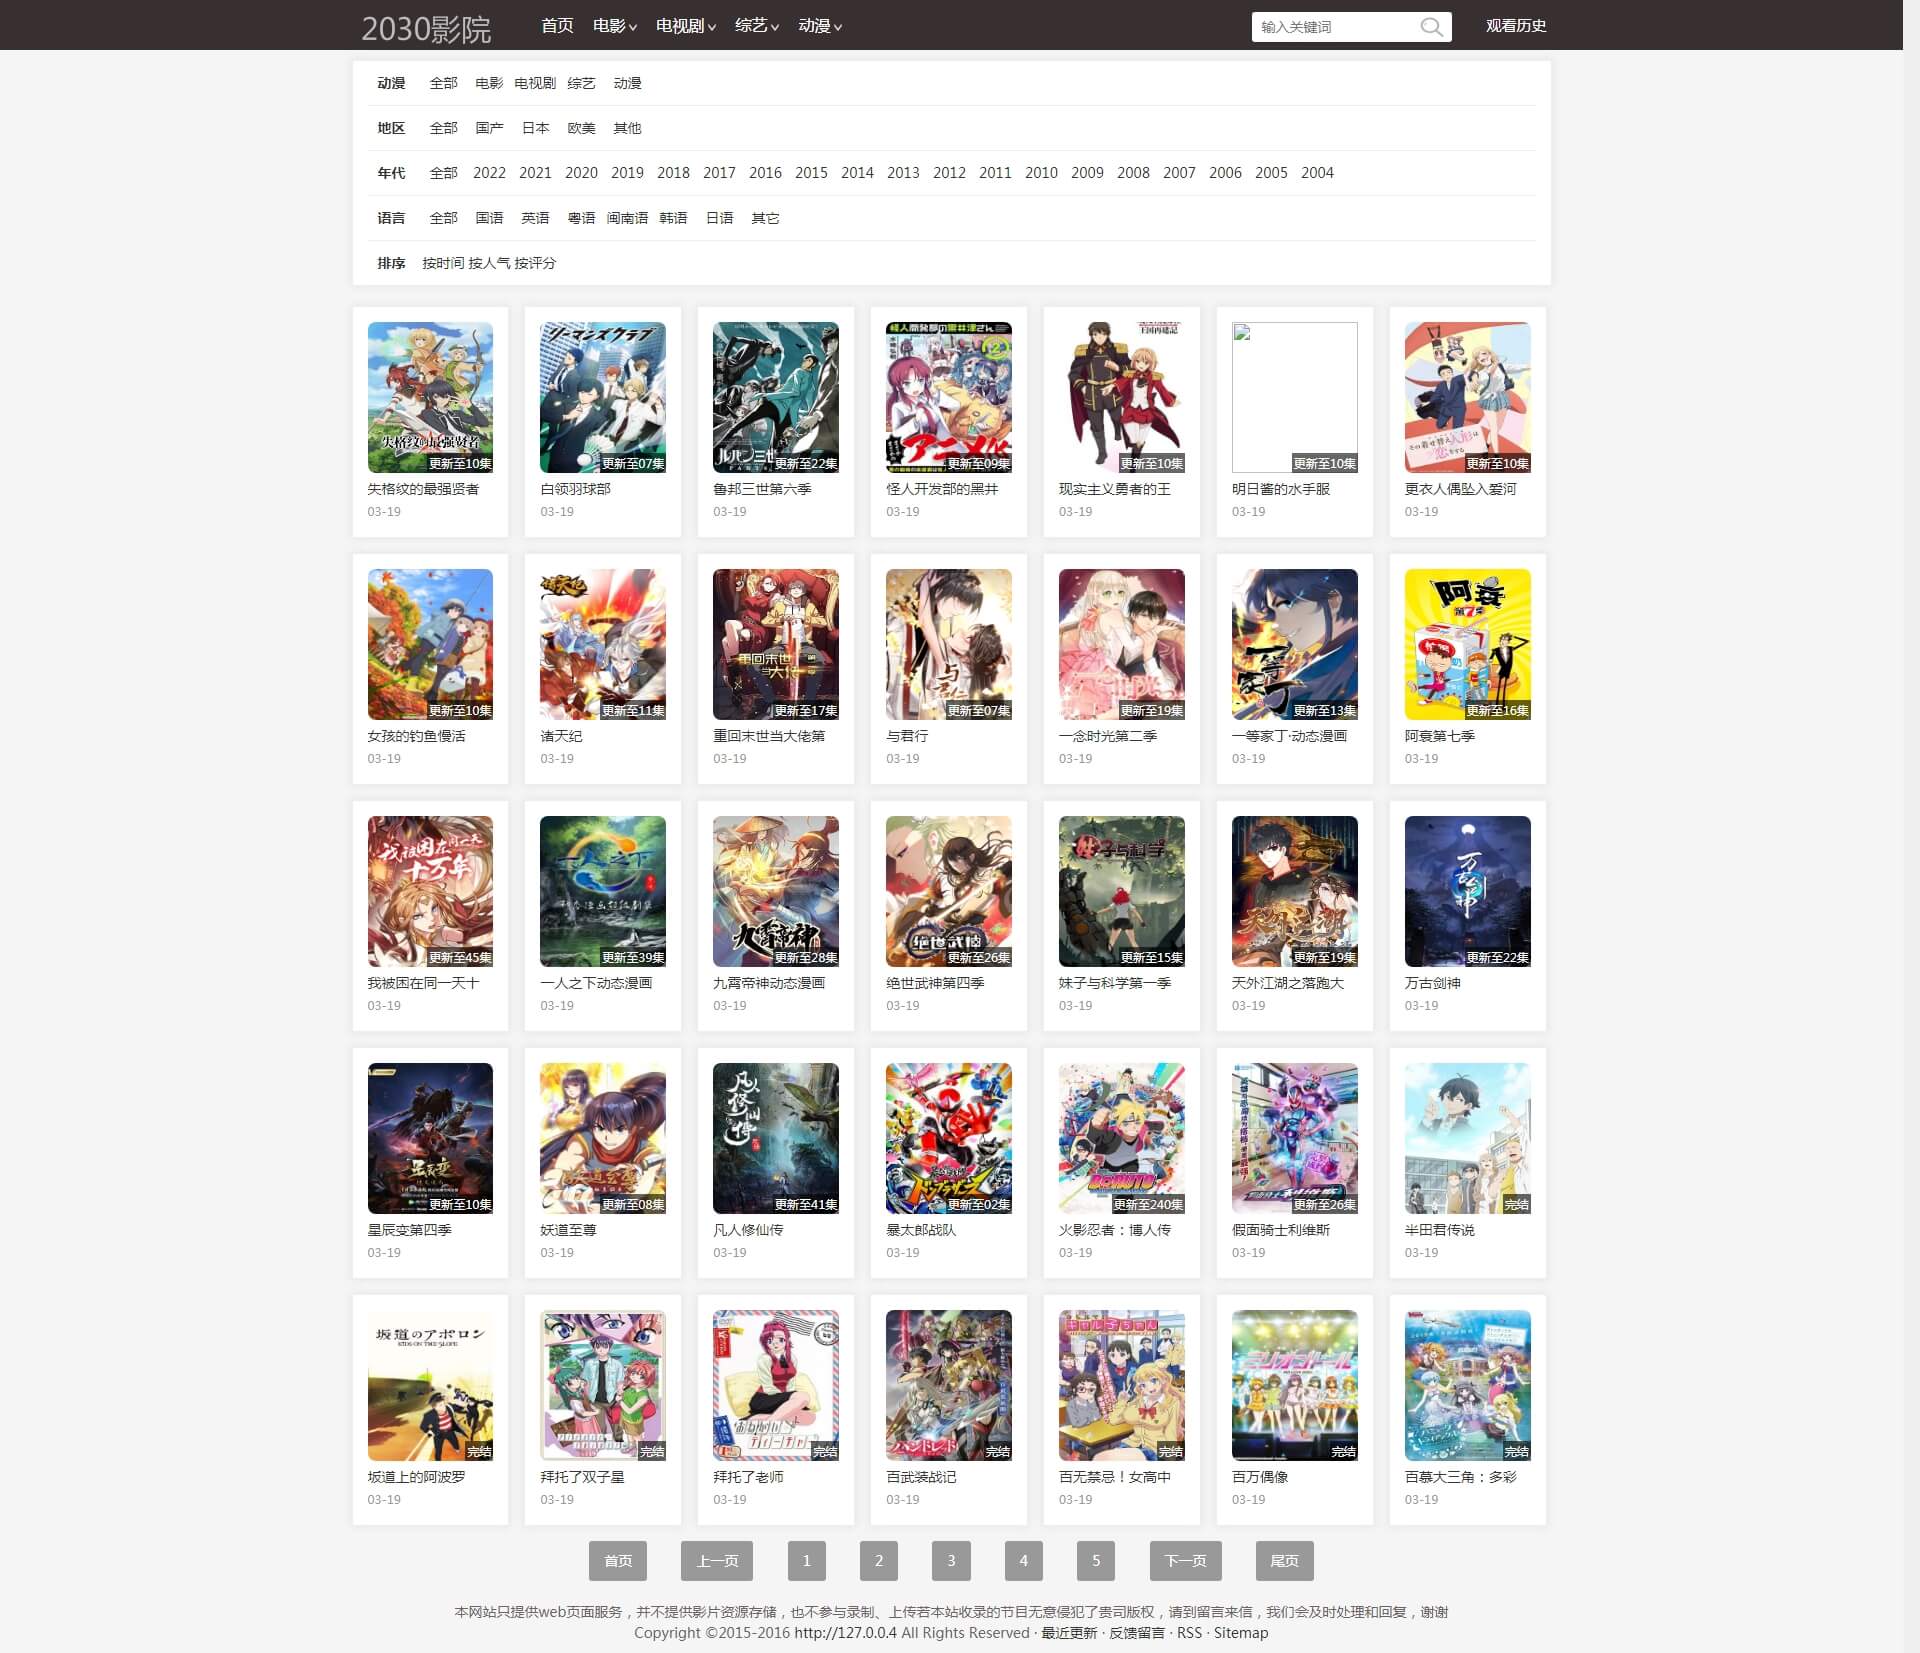 2030影院 首页 电影 电视剧 综艺 动漫 输入关键词 观看历史
动漫 全部 电影 电视剧 综艺 动漫
地区 全部 国产 日本 欧美 其他
年代 全部 2022 2021 2020 2019 2018 2017 2016 2015 2014 2013 2012 2011 2010 2009 2008 2007 2006 2005 2004
语言 全部 国语 英语 粤语 闽南语 韩语 日语 其它
排序 按时间 按人气 按评分
失格纹的最强贤者
更新至10集 更新至07集 更新至22集 更新至09集 更新至10集 更新至10集 更新至10集
失格纹的最强贤者 白领羽球部 鲁邦三世第六季 怪人开发部的黑井 现实主义勇者的王 明日酱的水手服 更衣人偶坠入爱河
03-19 03-19 03-19 03-19 03-19 03-19 03-19
阿衰
更新至10集 更新至11集 更新至17集 更新至07集 更新至19集 更新至13集 更新至16集
女孩的钓鱼慢活 诸天纪 重回末世当大佬第 与君行 一念时光第二季 一等家丁·动态漫画 阿衰第七季
03-19 03-19 03-19 03-19 03-19 03-19 03-19
更新至45集 更新至39集 更新至28集 更新至26集 更新至15集 更新至19集 更新至22集
我被困在同一天十 一人之下动态漫画 九霄帝神动态漫画 绝世武神第四季 妹子与科学第一季 天外江湖之落跑大 万古剑神
03-19 03-19 03-19 03-19 03-19 03-19 03-19
更新至10集 更新至08集 更新至41集 更新至02集 更新至240集 更新至26集 完结
星辰变第四季 妖道至尊 凡人修仙传 暴太郎战队 火影忍者：博人传 假面骑士利维斯 半田君传说
03-19 03-19 03-19 03-19 03-19 03-19 03-19
坂道のアポロン
KIDS ON THE SLOPE
完结 完结 完结 完结 完结 完结 完结
坂道上的阿波罗 拜托了双子星 拜托了老师 百武装战记 百无禁忌！女高中 百万偶像 百慕大三角：多彩
03-19 03-19 03-19 03-19 03-19 03-19 03-19
首页 上一页 1 2 3 4 5 下一页 尾页
本网站只提供web页面服务，并不提供影片资源存储，也不参与录制、上传若本站收录的节目无意侵犯了贵司版权，请到留言来信，我们会及时处理和回复，谢谢
Copyright ©2015-2016 http://127.0.0.4 All Rights Reserved · 最近更新 · 反馈留言 · RSS · Sitemap